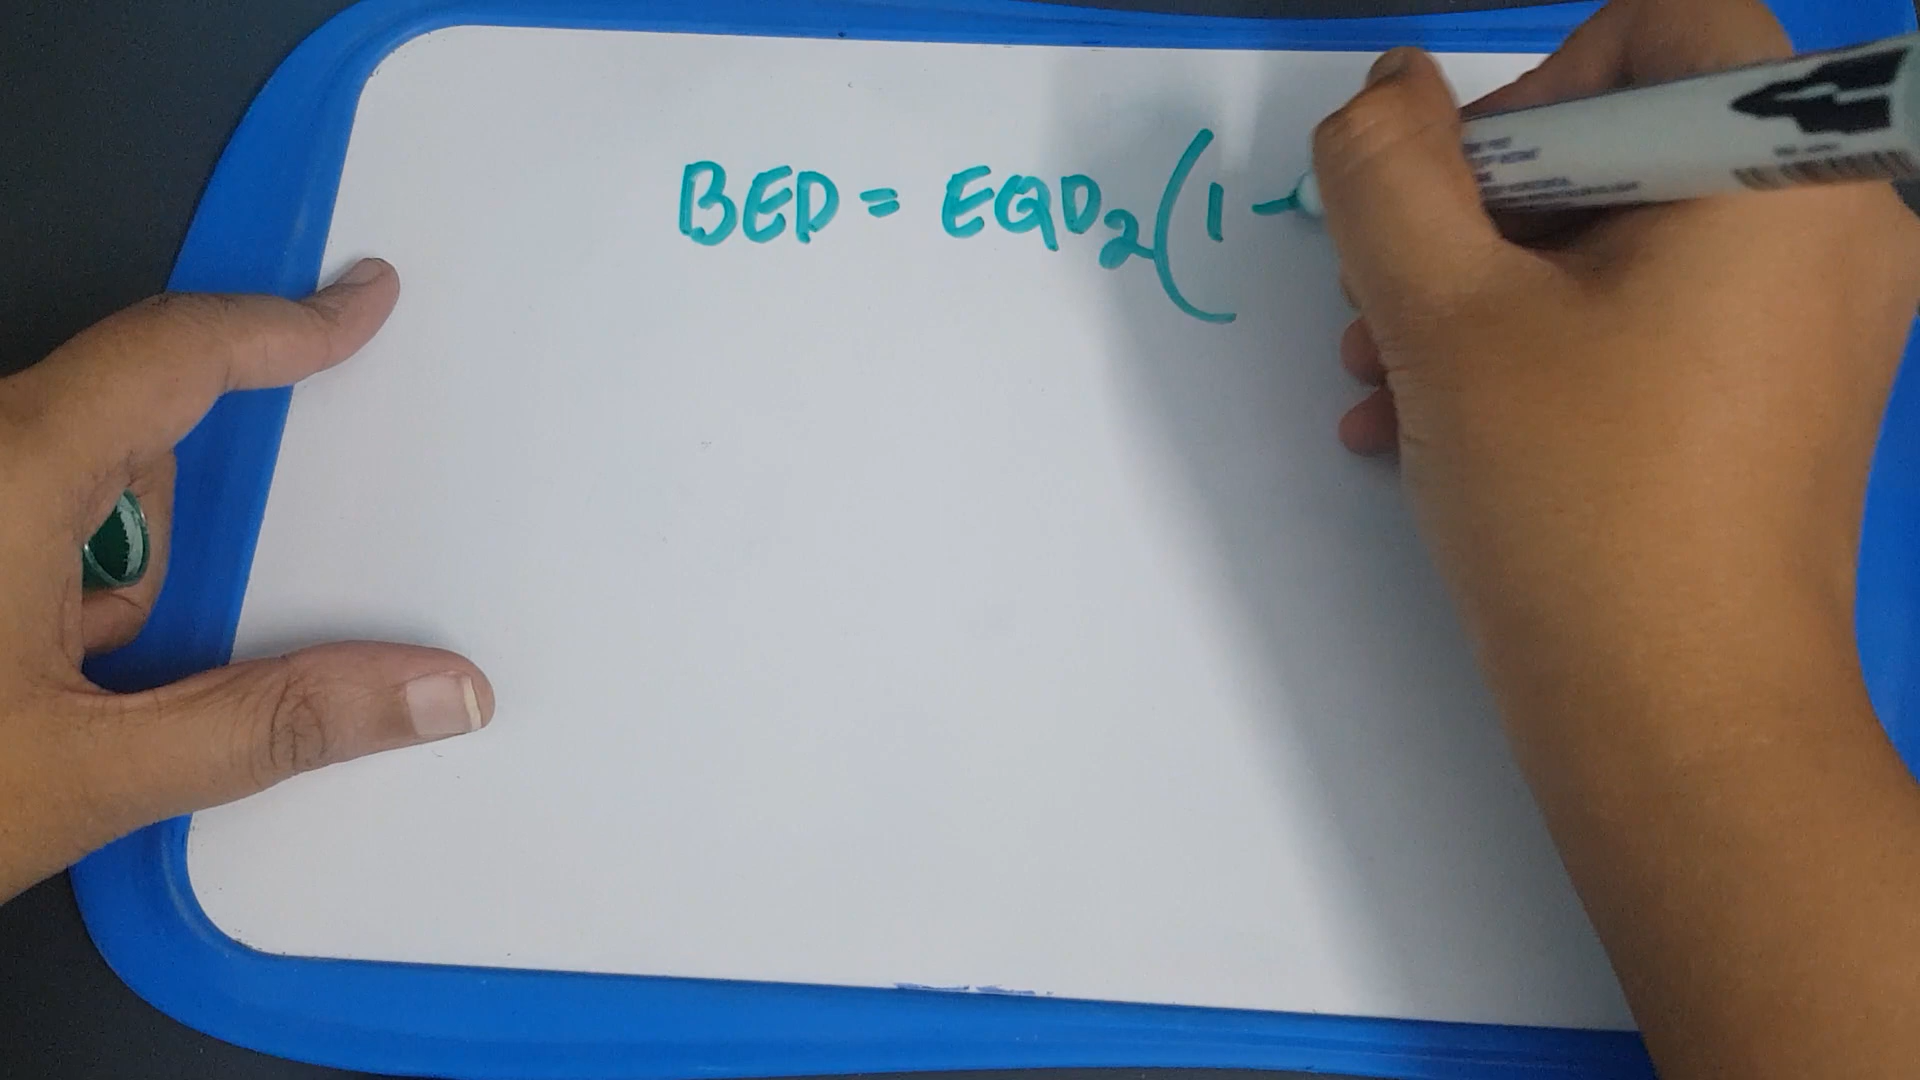 BED = EQD₂(1 -